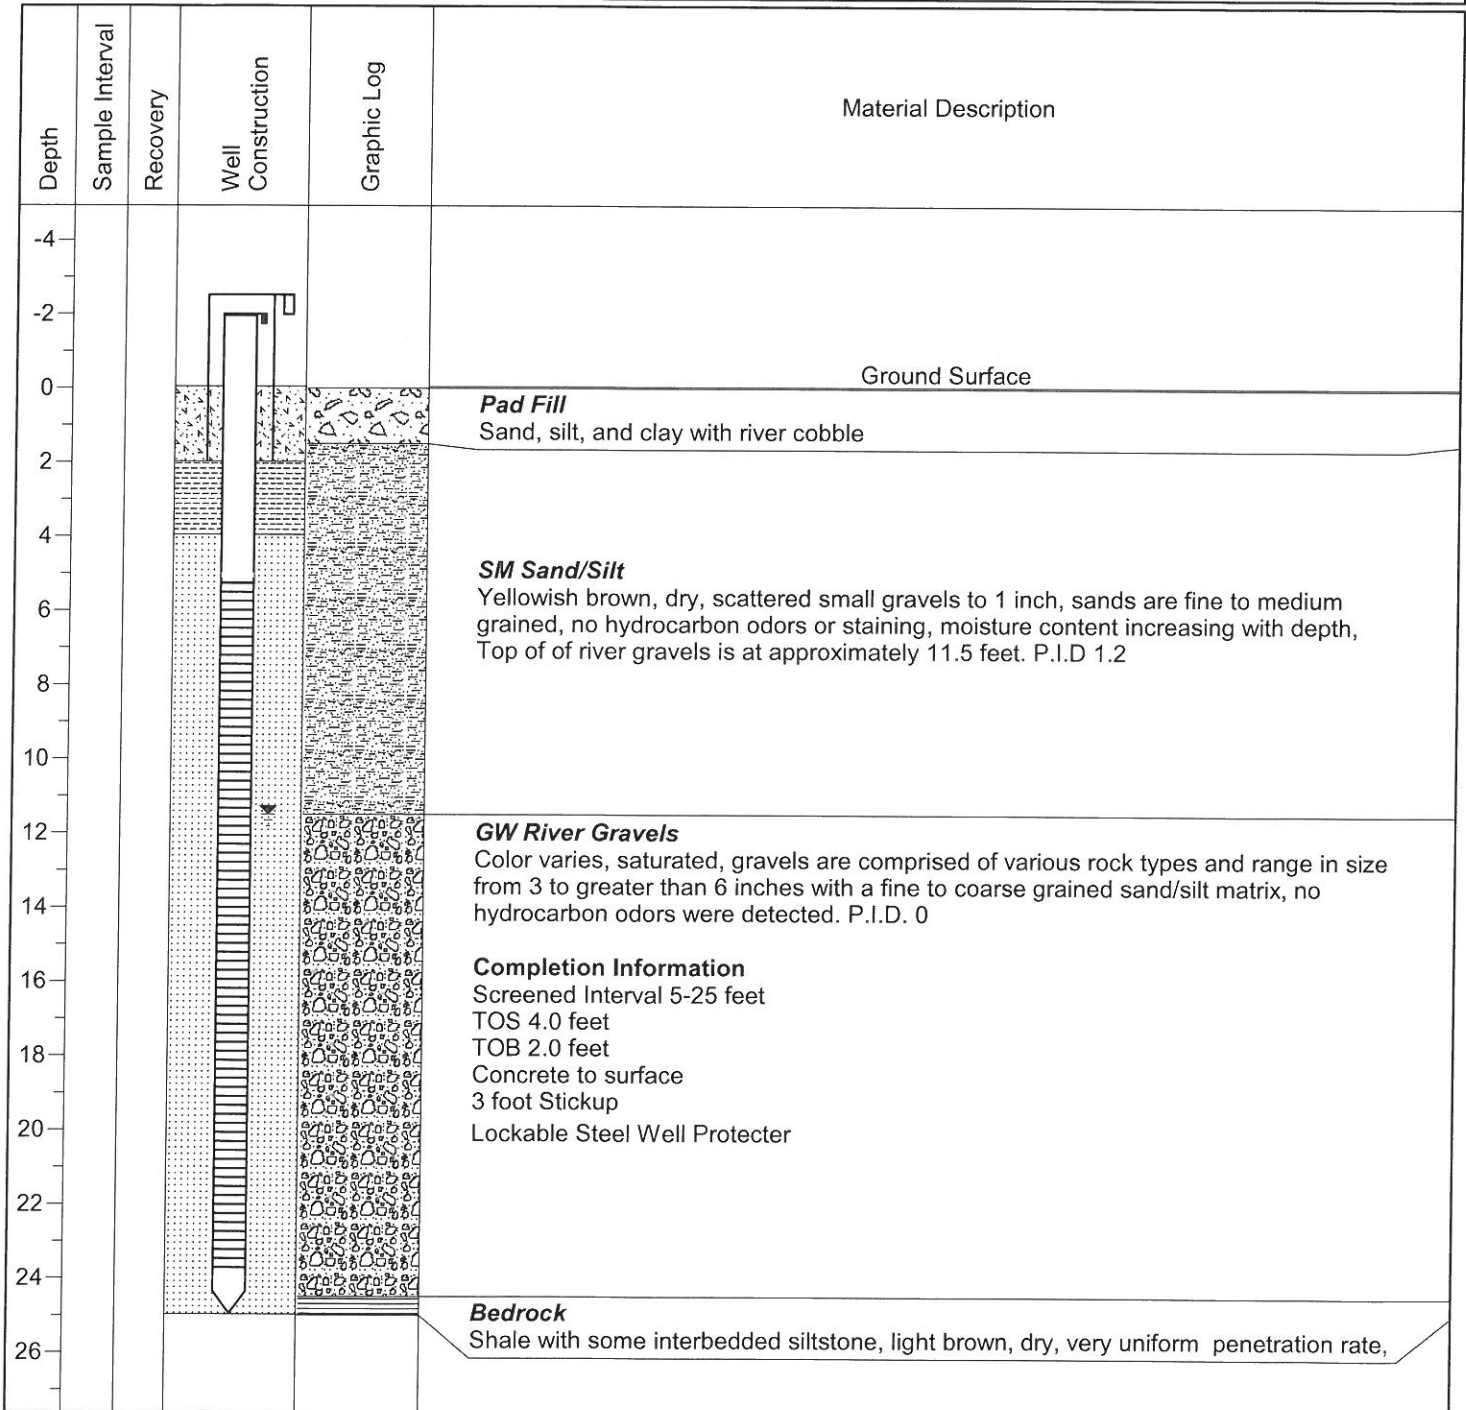 Depth
Sample Interval
Recovery
Well
Construction
Graphic Log
Material Description
-4
-2
0
2
4
6
8
10
12
14
16
18
20
22
24
26
Ground Surface
Pad Fill
Sand, silt, and clay with river cobble
SM Sand/Silt
Yellowish brown, dry, scattered small gravels to 1 inch, sands are fine to medium
grained, no hydrocarbon odors or staining, moisture content increasing with depth,
Top of of river gravels is at approximately 11.5 feet. P.I.D 1.2
GW River Gravels
Color varies, saturated, gravels are comprised of various rock types and range in size
from 3 to greater than 6 inches with a fine to coarse grained sand/silt matrix, no
hydrocarbon odors were detected. P.I.D. 0
Completion Information
Screened Interval 5-25 feet
TOS 4.0 feet
TOB 2.0 feet
Concrete to surface
3 foot Stickup
Lockable Steel Well Protecter
Bedrock
Shale with some interbedded siltstone, light brown, dry, very uniform  penetration rate,